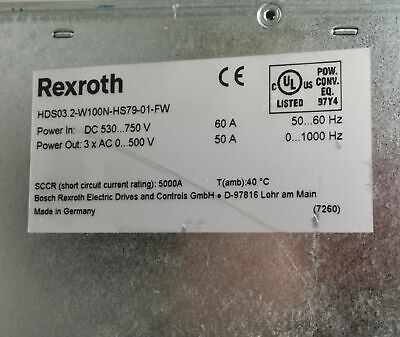 Rexroth
CE
C UL US LISTED
POW.
CONV.
EQ.
97Y4
HDS03.2-W100N-HS79-01-FW
Power In: DC 530...750 V 60 A 50...60 Hz
Power Out: 3 x AC 0...500 V 50 A 0...1000 Hz
SCCR (short circuit current rating): 5000A T(amb):40 °C
Bosch Rexroth Electric Drives and Controls GmbH ● D-97816 Lohr am Main
Made in Germany (7260)